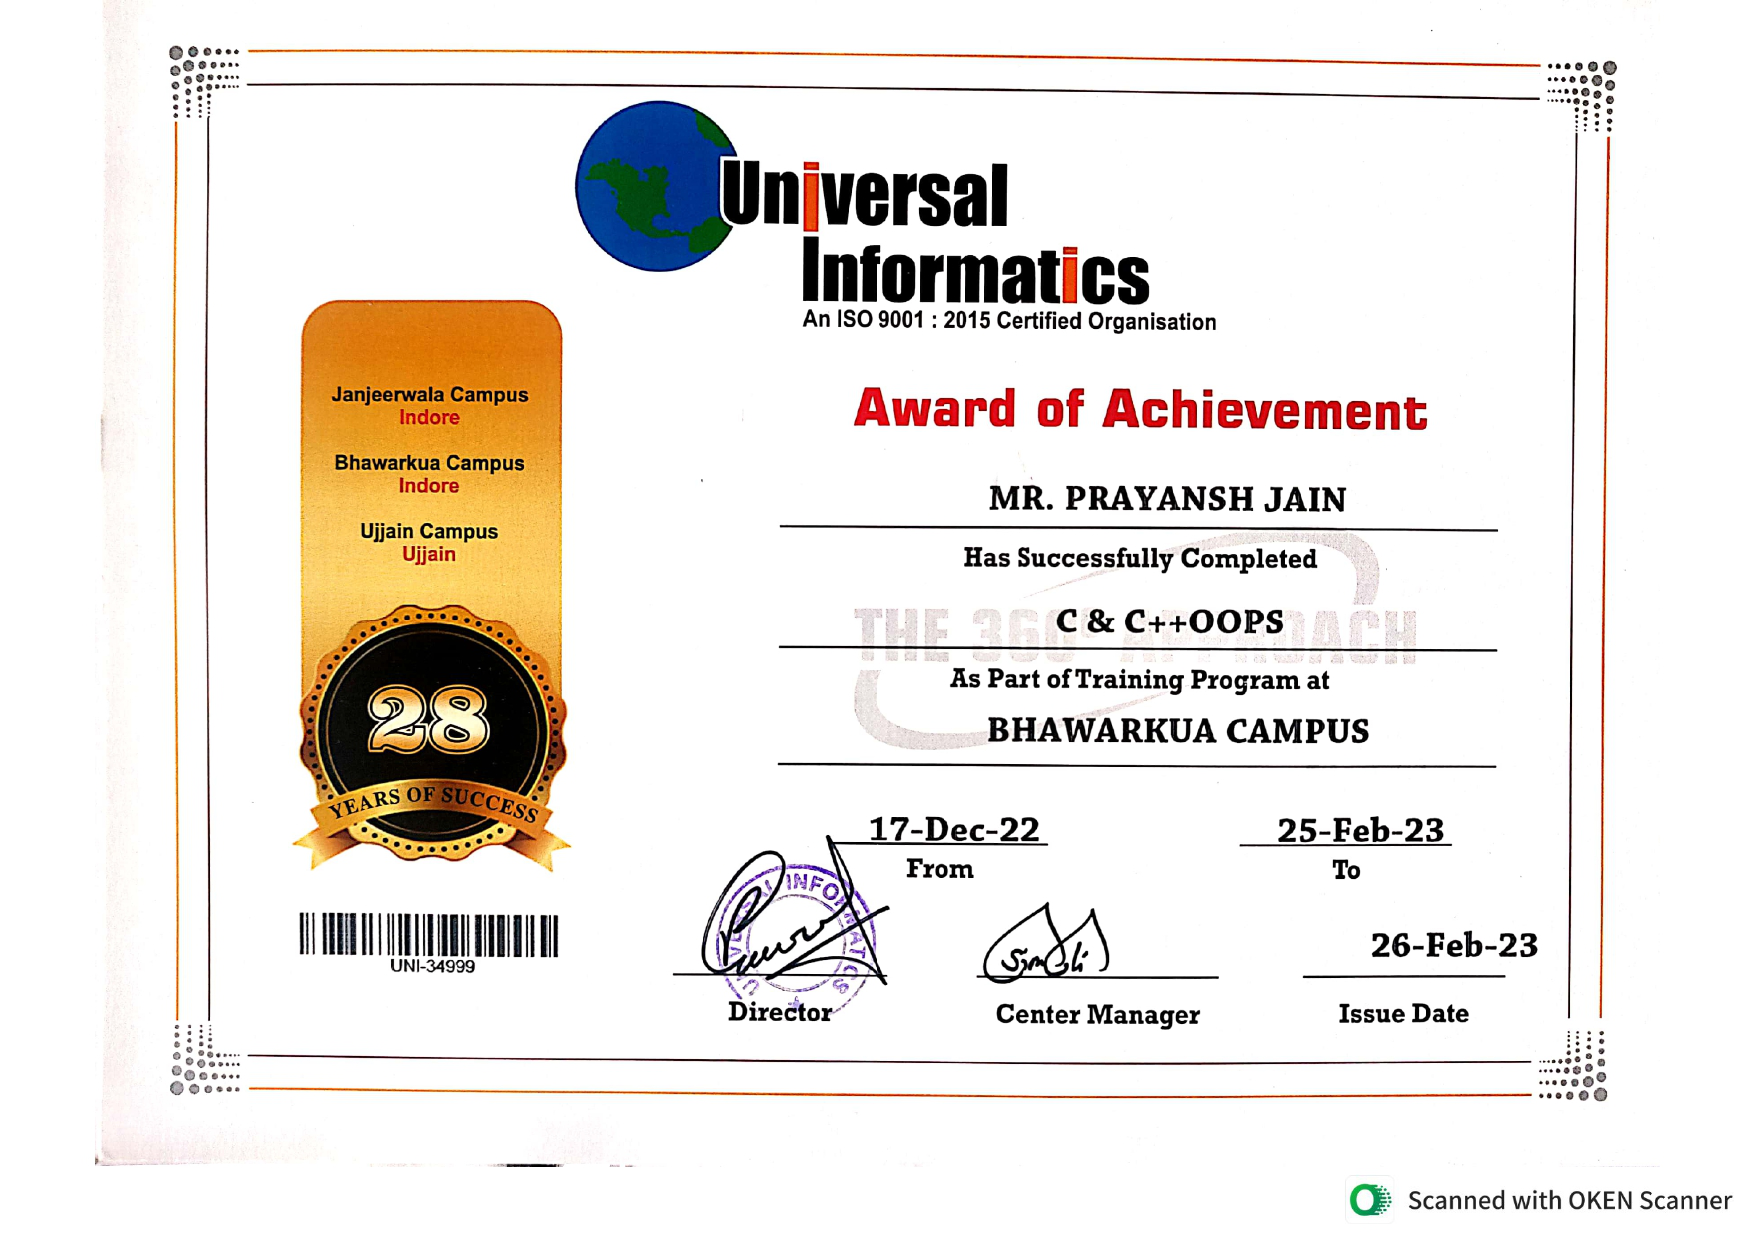 Universal
Informatics
An ISO 9001 : 2015 Certified Organisation
Janjeerwala Campus
Indore
Bhawarkua Campus
Indore
Ujjain Campus
Ujjain
28
YEARS OF SUCCESS
UNI-34999
Award of Achievement
MR. PRAYANSH JAIN
Has Successfully Completed
THE 360° APPROACH
C & C++OOPS
As Part of Training Program at
BHAWARKUA CAMPUS
17-Dec-22
From
25-Feb-23
To
UNIVERSAL INFORMATICS
Director
Center Manager
26-Feb-23
Issue Date
Scanned with OKEN Scanner